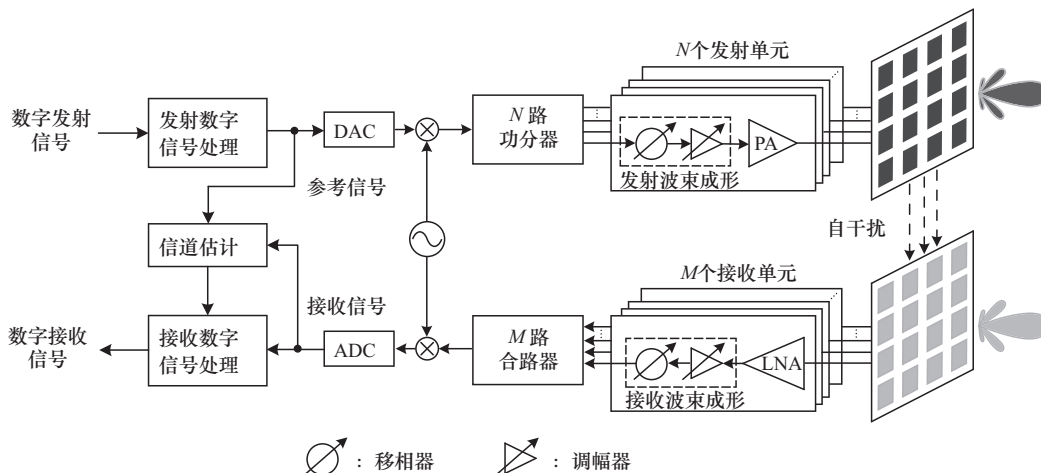 N个发射单元
数字发射
信号
发射数字
信号处理
DAC
N 路
功分器
PA
发射波束成形
参考信号
自干扰
信道估计
M个接收单元
接收信号
数字接收
信号
接收数字
信号处理
ADC
M 路
合路器
LNA
接收波束成形
：移相器
：调幅器